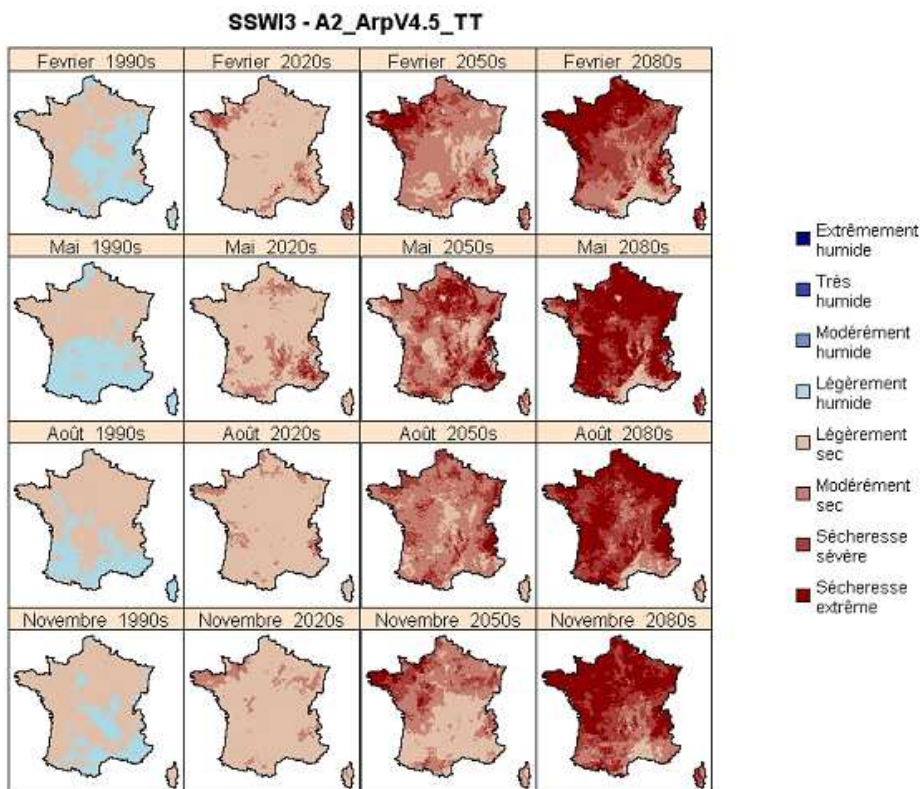 SSWI3 - A2_ArpV4.5_TT
Fevrier 1990s
Fevrier 2020s
Fevrier 2050s
Fevrier 2080s
Mai 1990s
Mai 2020s
Mai 2050s
Mai 2080s
Août 1990s
Août 2020s
Août 2050s
Août 2080s
Novembre 1990s
Novembre 2020s
Novembre 2050s
Novembre 2080s
Extrêmement
humide
Très
humide
Modérément
humide
Légèrement
humide
Légèrement
sec
Modérément
sec
Sécheresse
sévère
Sécheresse
extrême